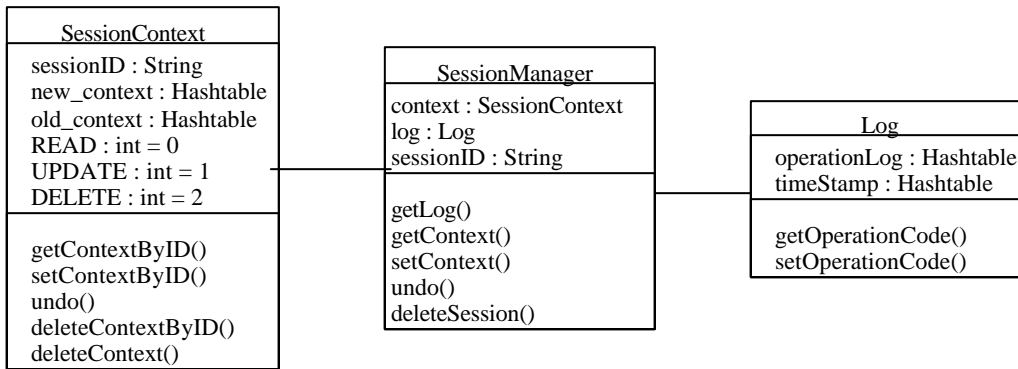 SessionContext
sessionID : String
new_context : Hashtable
old_context : Hashtable
READ : int = 0
UPDATE : int = 1
DELETE : int = 2
getContextByID()
setContextByID()
undo()
deleteContextByID()
deleteContext()
SessionManager
context : SessionContext
log : Log
sessionID : String
getLog()
getContext()
setContext()
undo()
deleteSession()
Log
operationLog : Hashtable
timeStamp : Hashtable
getOperationCode()
setOperationCode()